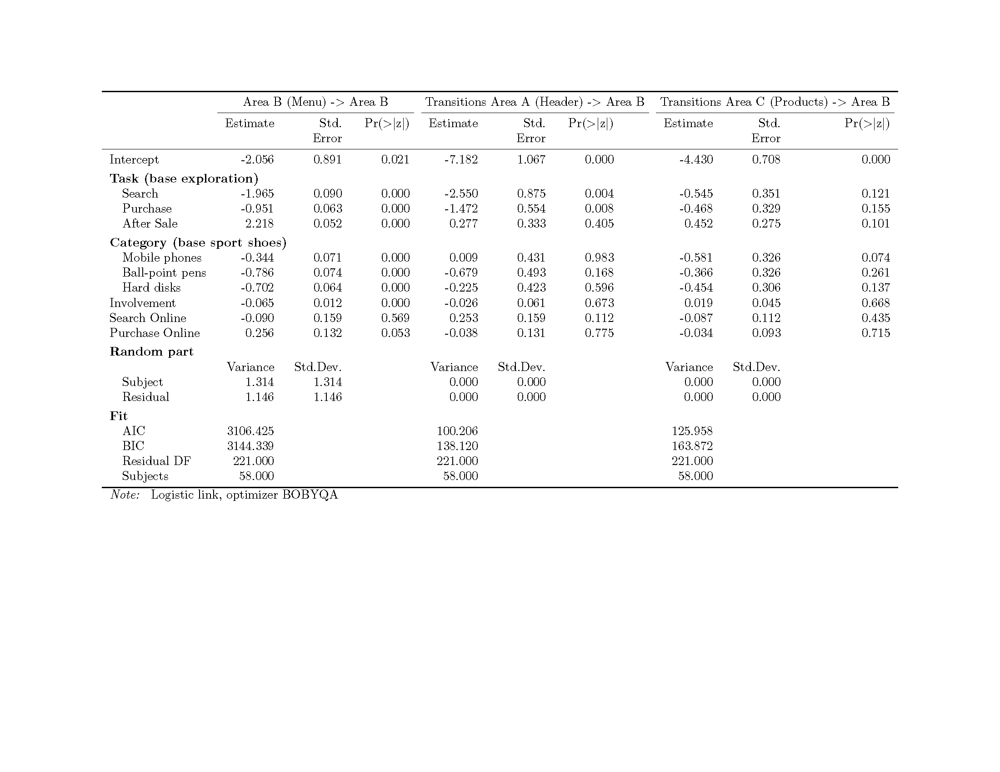 Area B (Menu) -> Area B Transitions Area A (Header) -> Area B Transitions Area C (Products) -> Area B
Estimate Std. Pr(>|z|) Estimate Std. Pr(>|z|) Estimate Std. Pr(>|z|)
Error Error Error
Intercept -2.056 0.891 0.021 -7.182 1.067 0.000 -4.430 0.708 0.000
Task (base exploration)
Search -1.965 0.090 0.000 -2.550 0.875 0.004 -0.545 0.351 0.121
Purchase -0.951 0.063 0.000 -1.472 0.554 0.008 -0.468 0.329 0.155
After Sale 2.218 0.052 0.000 0.277 0.333 0.405 0.452 0.275 0.101
Category (base sport shoes)
Mobile phones -0.344 0.071 0.000 0.009 0.431 0.983 -0.581 0.326 0.074
Ball-point pens -0.786 0.074 0.000 -0.679 0.493 0.168 -0.366 0.326 0.261
Hard disks -0.702 0.064 0.000 -0.225 0.423 0.596 -0.454 0.306 0.137
Involvement -0.065 0.012 0.000 -0.026 0.061 0.673 0.019 0.045 0.668
Search Online -0.090 0.159 0.569 0.253 0.159 0.112 -0.087 0.112 0.435
Purchase Online 0.256 0.132 0.053 -0.038 0.131 0.775 -0.034 0.093 0.715
Random part
Variance Std.Dev. Variance Std.Dev. Variance Std.Dev.
Subject 1.314 1.314 0.000 0.000 0.000 0.000
Residual 1.146 1.146 0.000 0.000 0.000 0.000
Fit
AIC 3106.425 100.206 125.958
BIC 3144.339 138.120 163.872
Residual DF 221.000 221.000 221.000
Subjects 58.000 58.000 58.000
Note: Logistic link, optimizer BOBYQA